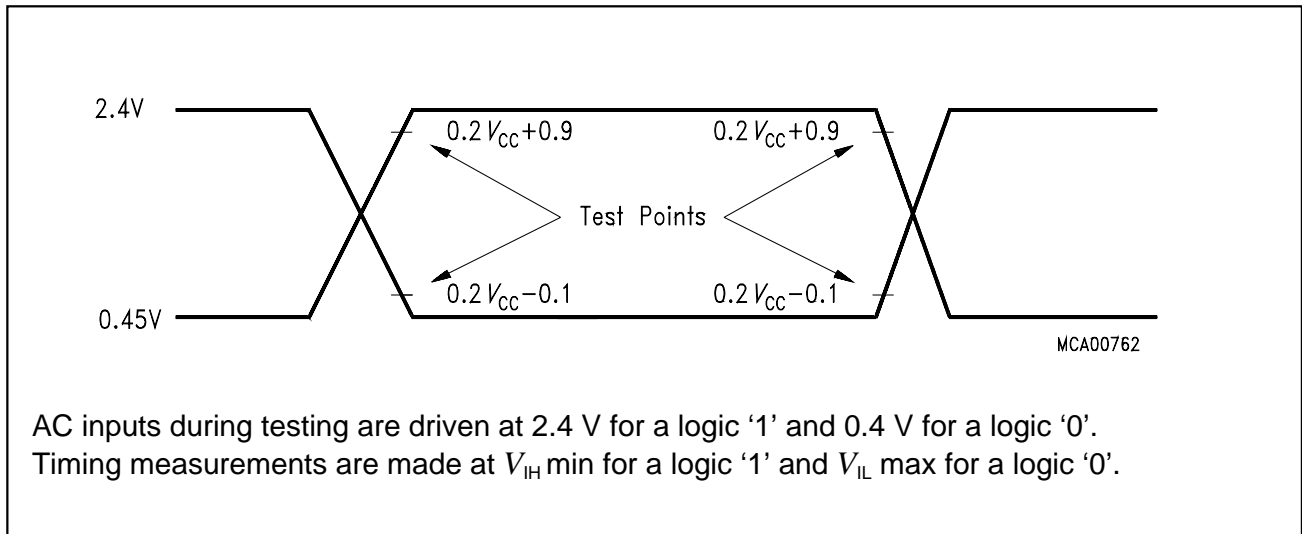 2.4V
0.2 VCC+0.9 0.2 VCC+0.9
Test Points
0.2 VCC−0.1 0.2 VCC−0.1
0.45V
MCA00762
AC inputs during testing are driven at 2.4 V for a logic ‘1’ and 0.4 V for a logic ‘0’.
Timing measurements are made at VIH min for a logic ‘1’ and VIL max for a logic ‘0’.